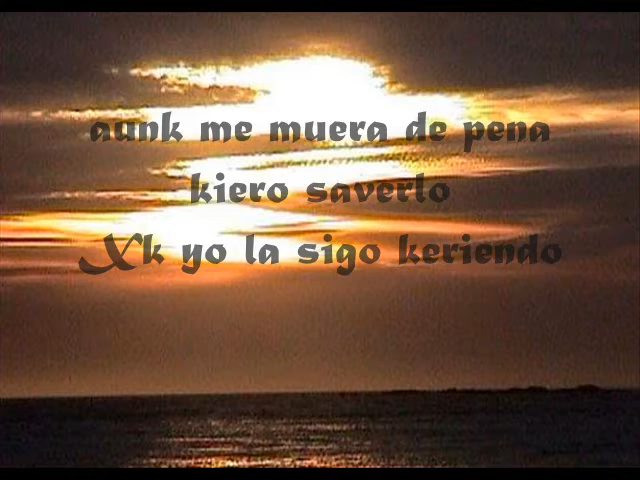 aunk me muera de pena
kiero saverlo
Xk yo la sigo keriendo